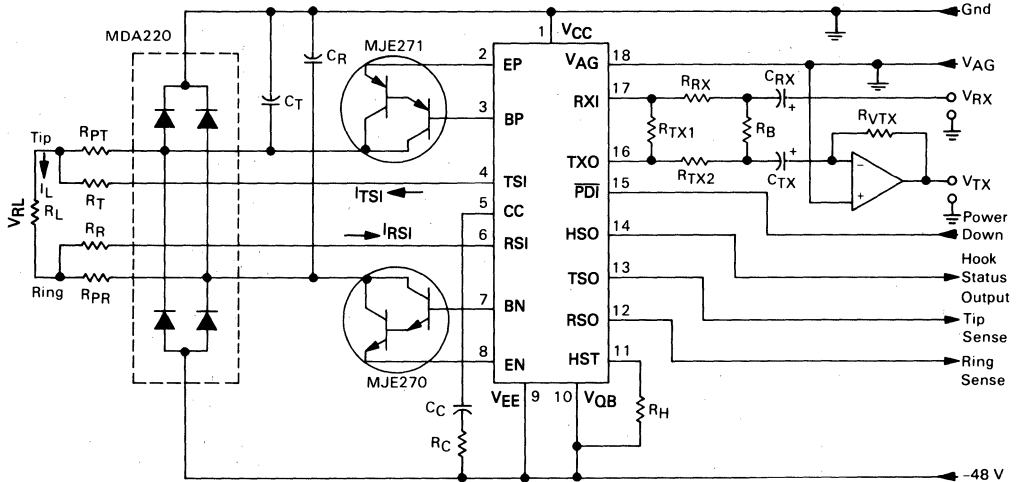 Gnd
MDA220
MJE271
1
VCC
CR
2
EP
VAG
18
VAG
CT
RXI
17
RRX
CRX
+
VRX
3
BP
RTX1
RB
RVTX
Tip
RPT
TXO
16
RTX2
+
CTX
−
+
VTX
IL
RL
VRL
RT
ITSI
4
TSI
PDI
15
5
CC
Power
Down
RR
IRSI
6
RSI
HSO
14
Hook
Status
Output
Ring
RPR
TSO
13
Tip
Sense
7
BN
RSO
12
8
EN
HST
11
Ring
Sense
MJE270
VEE
9
10
VQB
RH
CC
RC
–48 V